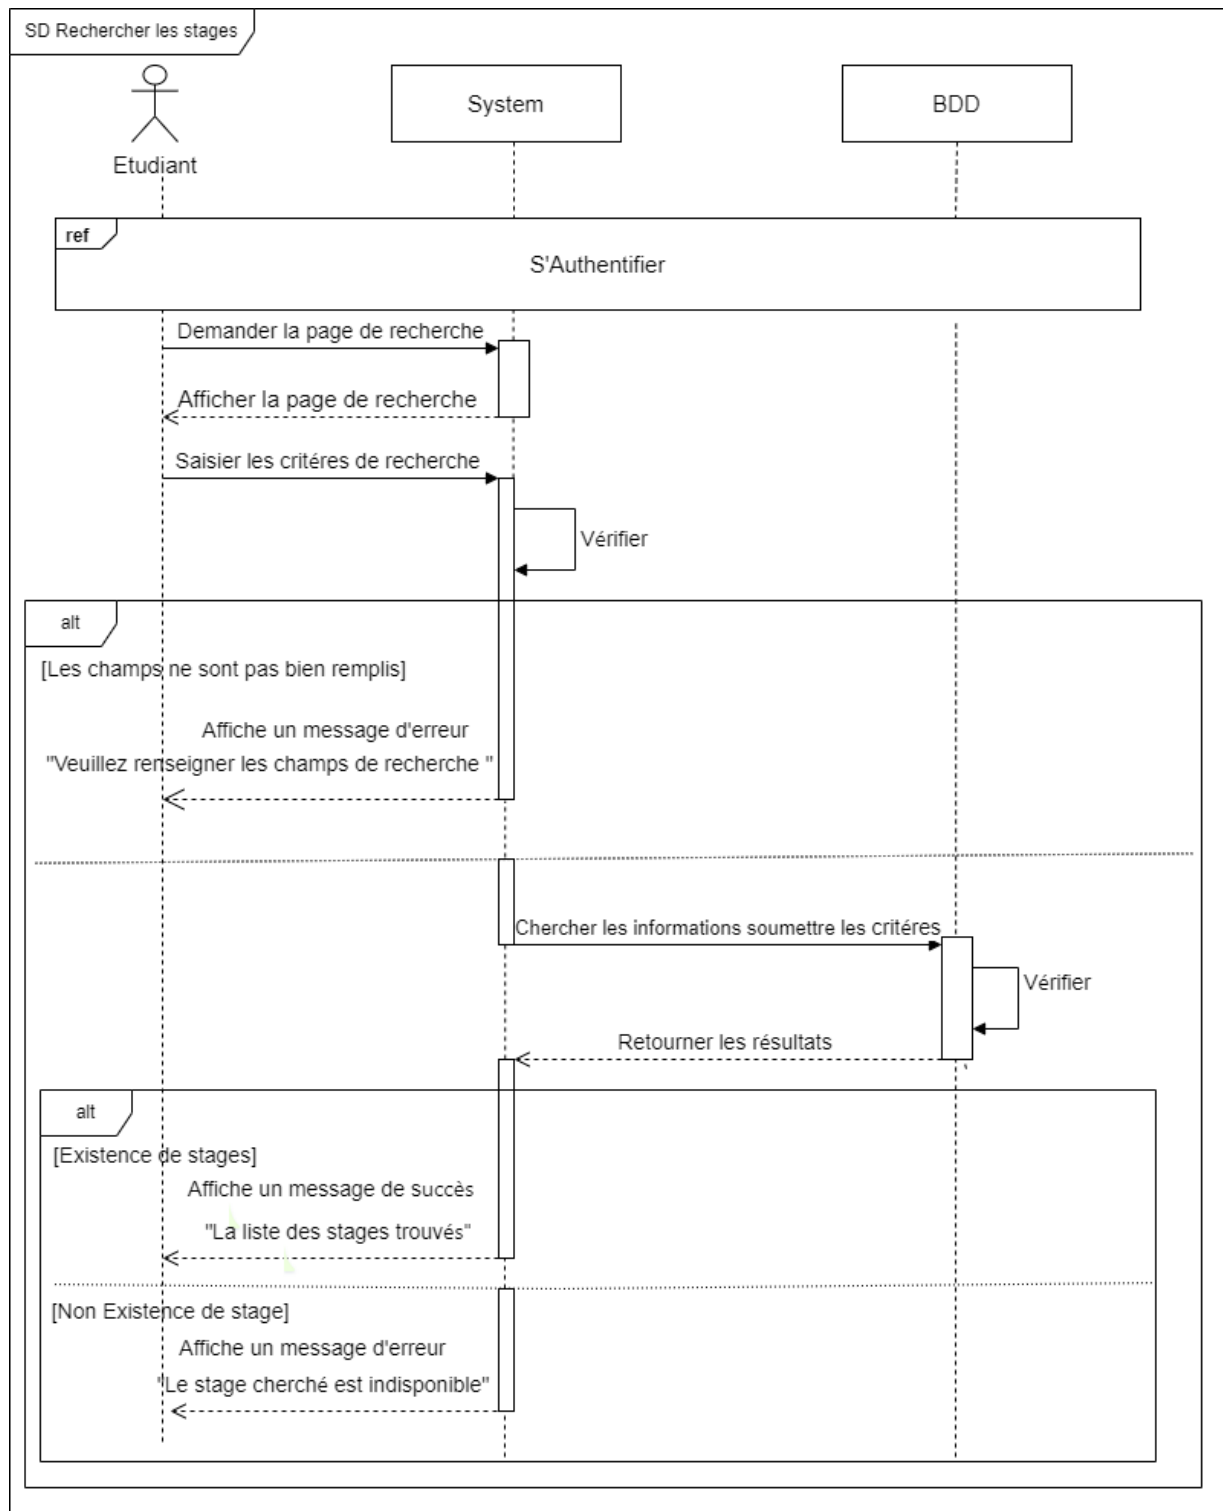 SD Rechercher les stages
Etudiant
System
BDD
ref
S'Authentifier
Demander la page de recherche
Afficher la page de recherche
Saisier les critéres de recherche
Vérifier
alt
[Les champs ne sont pas bien remplis]
Affiche un message d'erreur
"Veuillez renseigner les champs de recherche "
Chercher les informations soumettre les critéres
Vérifier
Retourner les résultats
alt
[Existence de stages]
Affiche un message de succès
"La liste des stages trouvés"
[Non Existence de stage]
Affiche un message d'erreur
"Le stage cherché est indisponible"